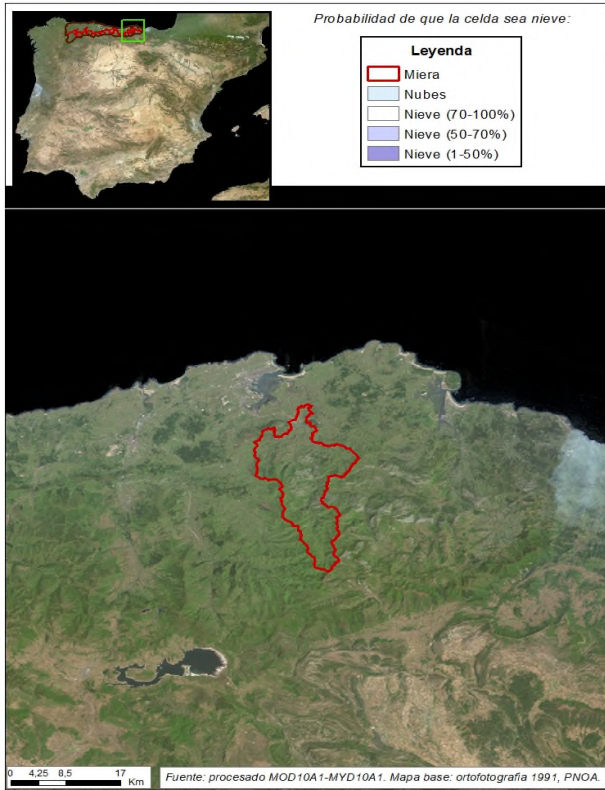 Probabilidad de que la celda sea nieve:
Leyenda
Miera
Nubes
Nieve (70-100%)
Nieve (50-70%)
Nieve (1-50%)
0 4,25 8,5 17
Km
Fuente: procesado MOD10A1-MYD10A1. Mapa base: ortofotografia 1991, PNOA.